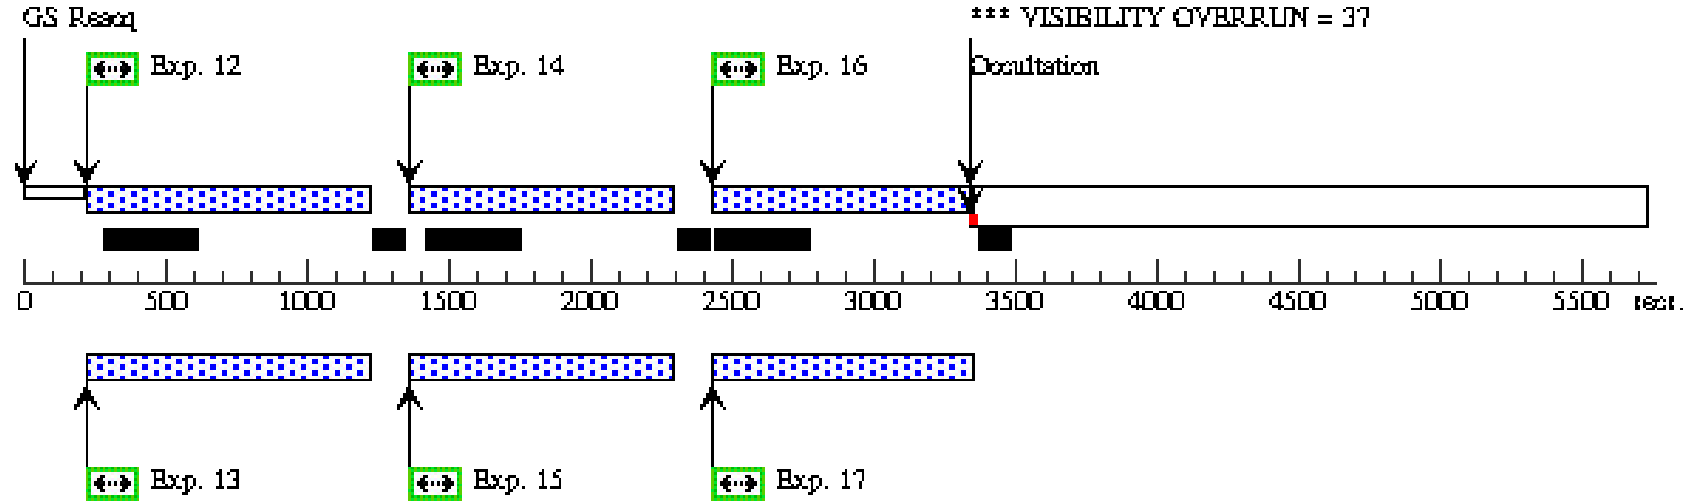 GS Reacq
*** VISIBILITY OVERRUN = 37
Exp. 12
Exp. 14
Exp. 16
Occultation
0 500 1000 1500 2000 2500 3000 3500 4000 4500 5000 5500 secs.
Exp. 13
Exp. 15
Exp. 17